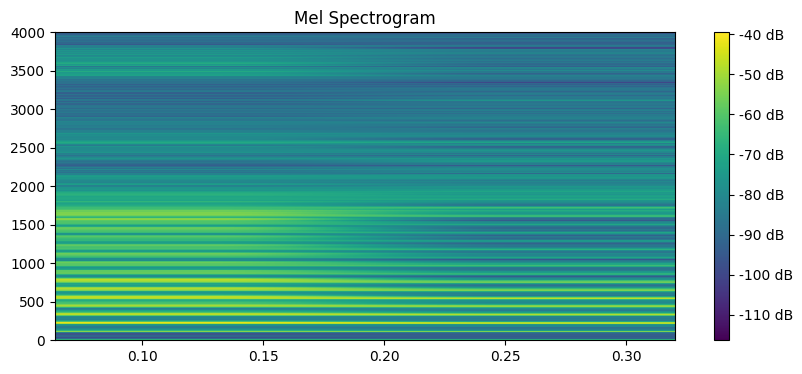 Mel Spectrogram
4000
3500
3000
2500
2000
1500
1000
500
0
0.10
0.15
0.20
0.25
0.30
-40 dB
-50 dB
-60 dB
-70 dB
-80 dB
-90 dB
-100 dB
-110 dB